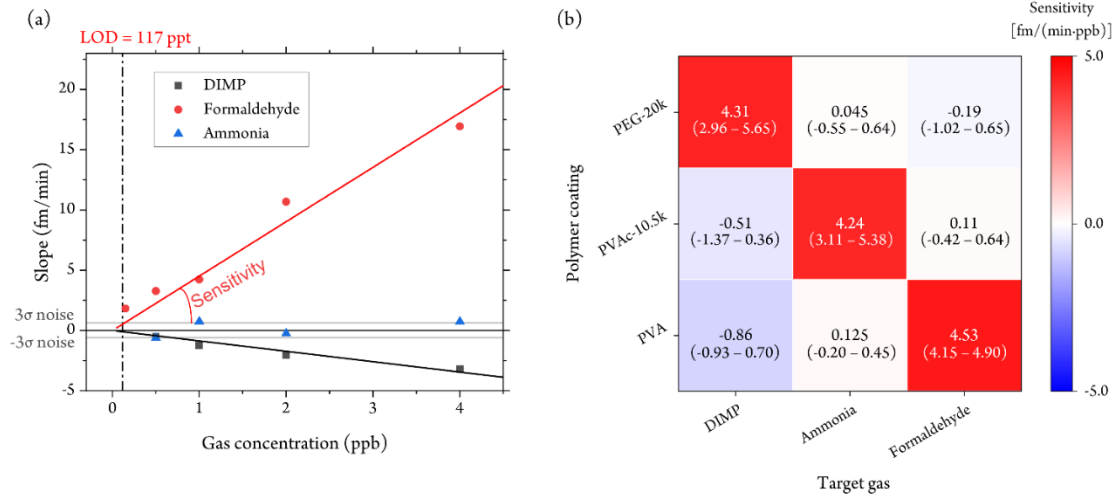 (a)
LOD = 117 ppt
DIMP
Formaldehyde
Ammonia
Slope (fm/min)
20
15
10
5
0
-5
3σ noise
-3σ noise
Sensitivity
0
1
2
3
4
Gas concentration (ppb)
(b)
Sensitivity
[fm/(min·ppb)]
5.0
0.0
-5.0
Polymer coating
PEG-20k
4.31
(2.96 – 5.65)
0.045
(-0.55 – 0.64)
-0.19
(-1.02 – 0.65)
PVAc-10.5k
-0.51
(-1.37 – 0.36)
4.24
(3.11 – 5.38)
0.11
(-0.42 – 0.64)
PVA
-0.86
(-0.93 – 0.70)
0.125
(-0.20 – 0.45)
4.53
(4.15 – 4.90)
DIMP
Ammonia
Formaldehyde
Target gas